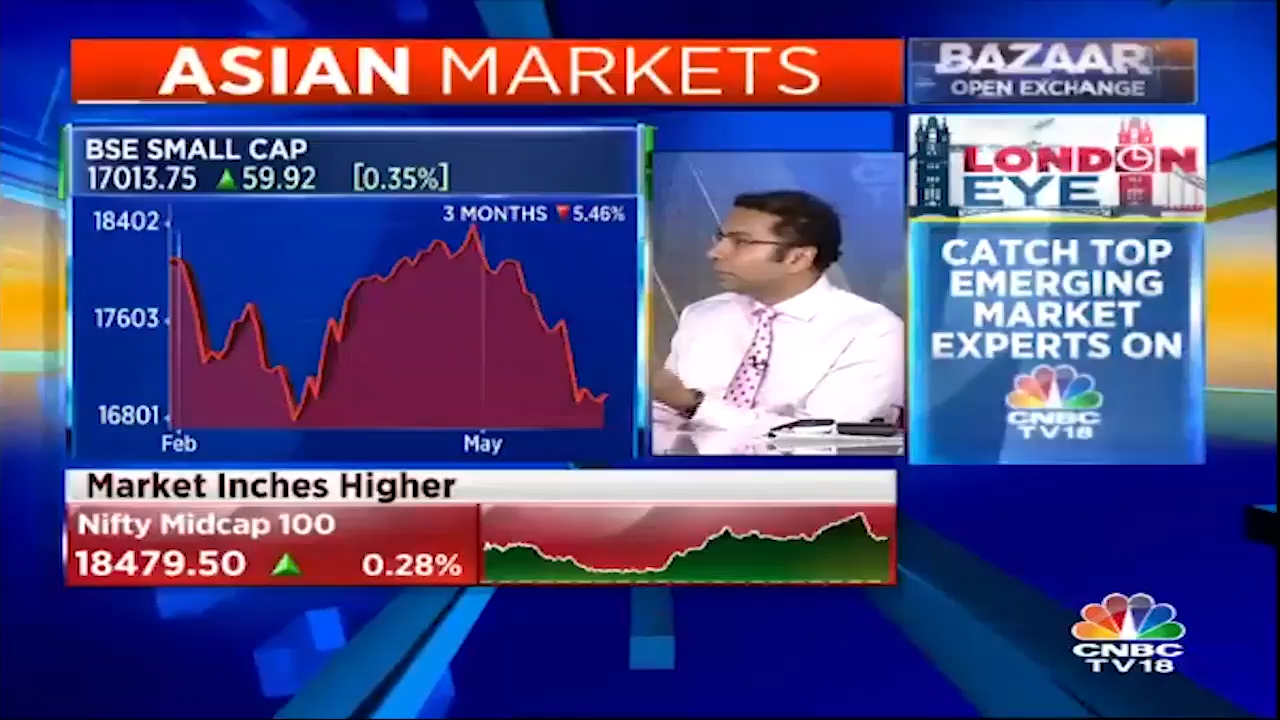 ASIAN MARKETS
BAZAAR
OPEN EXCHANGE
BSE SMALL CAP
17013.75 ▲ 59.92 [0.35%]
3 MONTHS ▼ 5.46%
18402
17603
16801
Feb
May
LONDON
EYE
CATCH TOP
EMERGING
MARKET
EXPERTS ON
CNBC
TV18
Market Inches Higher
Nifty Midcap 100
18479.50 ▲ 0.28%
CNBC
TV18